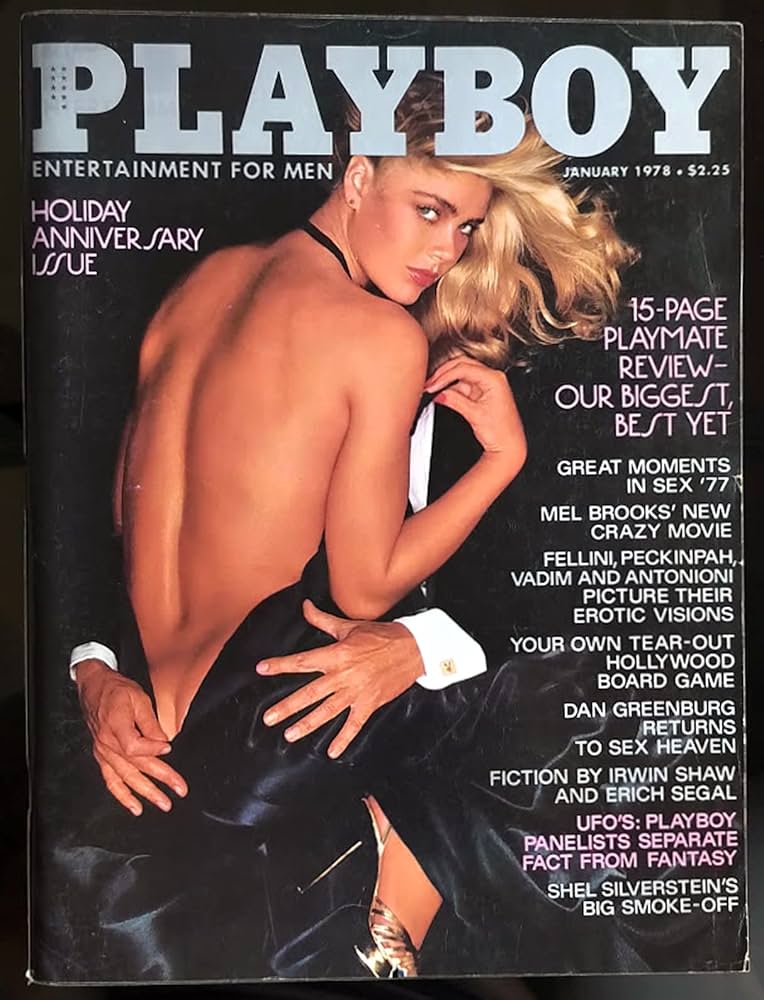 PLAYBOY
ENTERTAINMENT FOR MEN
JANUARY 1978 • $2.25
HOLIDAY
ANNIVERSARY
ISSUE
15-PAGE
PLAYMATE
REVIEW–
OUR BIGGEST,
BEST YET
GREAT MOMENTS
IN SEX '77
MEL BROOKS' NEW
CRAZY MOVIE
FELLINI, PECKINPAH,
VADIM AND ANTONIONI
PICTURE THEIR
EROTIC VISIONS
YOUR OWN TEAR-OUT
HOLLYWOOD
BOARD GAME
DAN GREENBURG
RETURNS
TO SEX HEAVEN
FICTION BY IRWIN SHAW
AND ERICH SEGAL
UFO'S: PLAYBOY
PANELISTS SEPARATE
FACT FROM FANTASY
SHEL SILVERSTEIN'S
BIG SMOKE-OFF